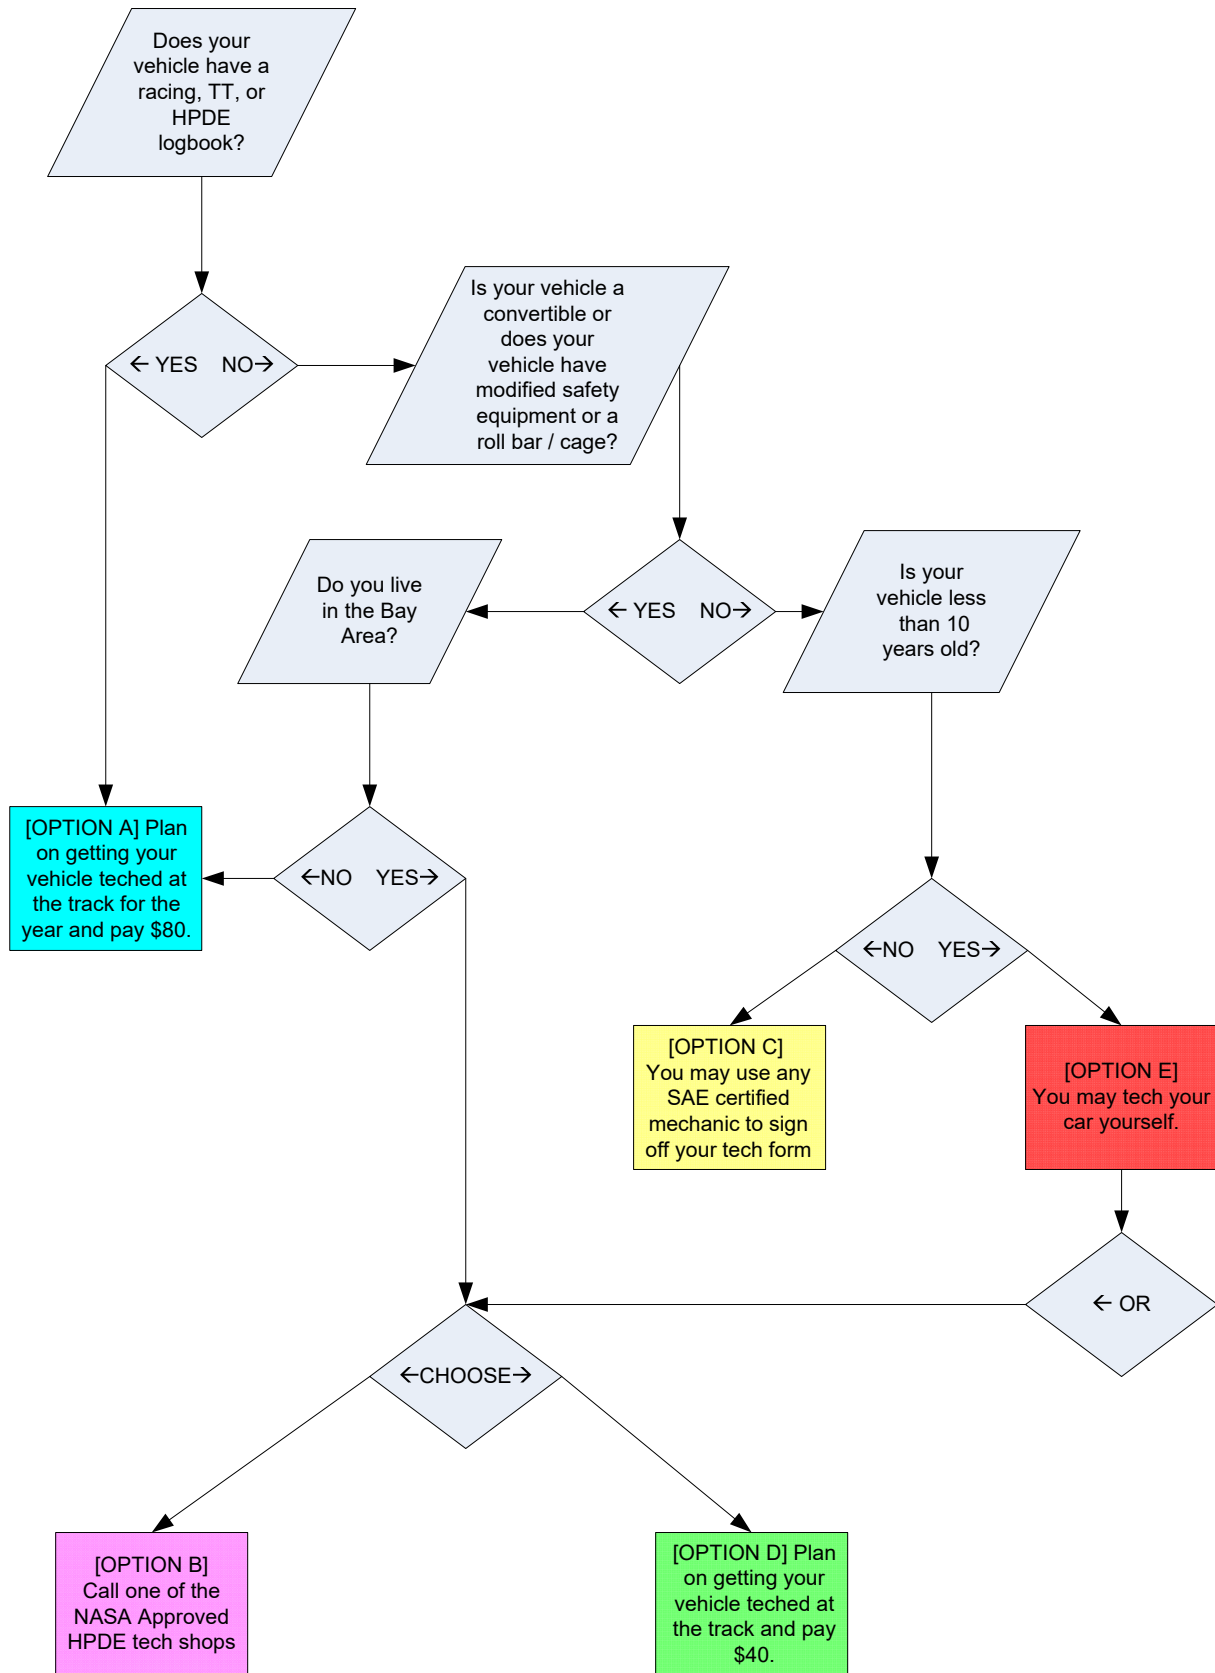 Does your
vehicle have a
racing, TT, or
HPDE
logbook?
Is your vehicle a
convertible or
does your
vehicle have
modified safety
equipment or a
roll bar / cage?
← YES NO→
Do you live
in the Bay
Area?
← YES NO→
Is your
vehicle less
than 10
years old?
[OPTION A] Plan
on getting your
vehicle teched at
the track for the
year and pay $80.
←NO YES→
←NO YES→
[OPTION C]
You may use any
SAE certified
mechanic to sign
off your tech form
[OPTION E]
You may tech your
car yourself.
← OR
←CHOOSE→
[OPTION B]
Call one of the
NASA Approved
HPDE tech shops
[OPTION D] Plan
on getting your
vehicle teched at
the track and pay
$40.